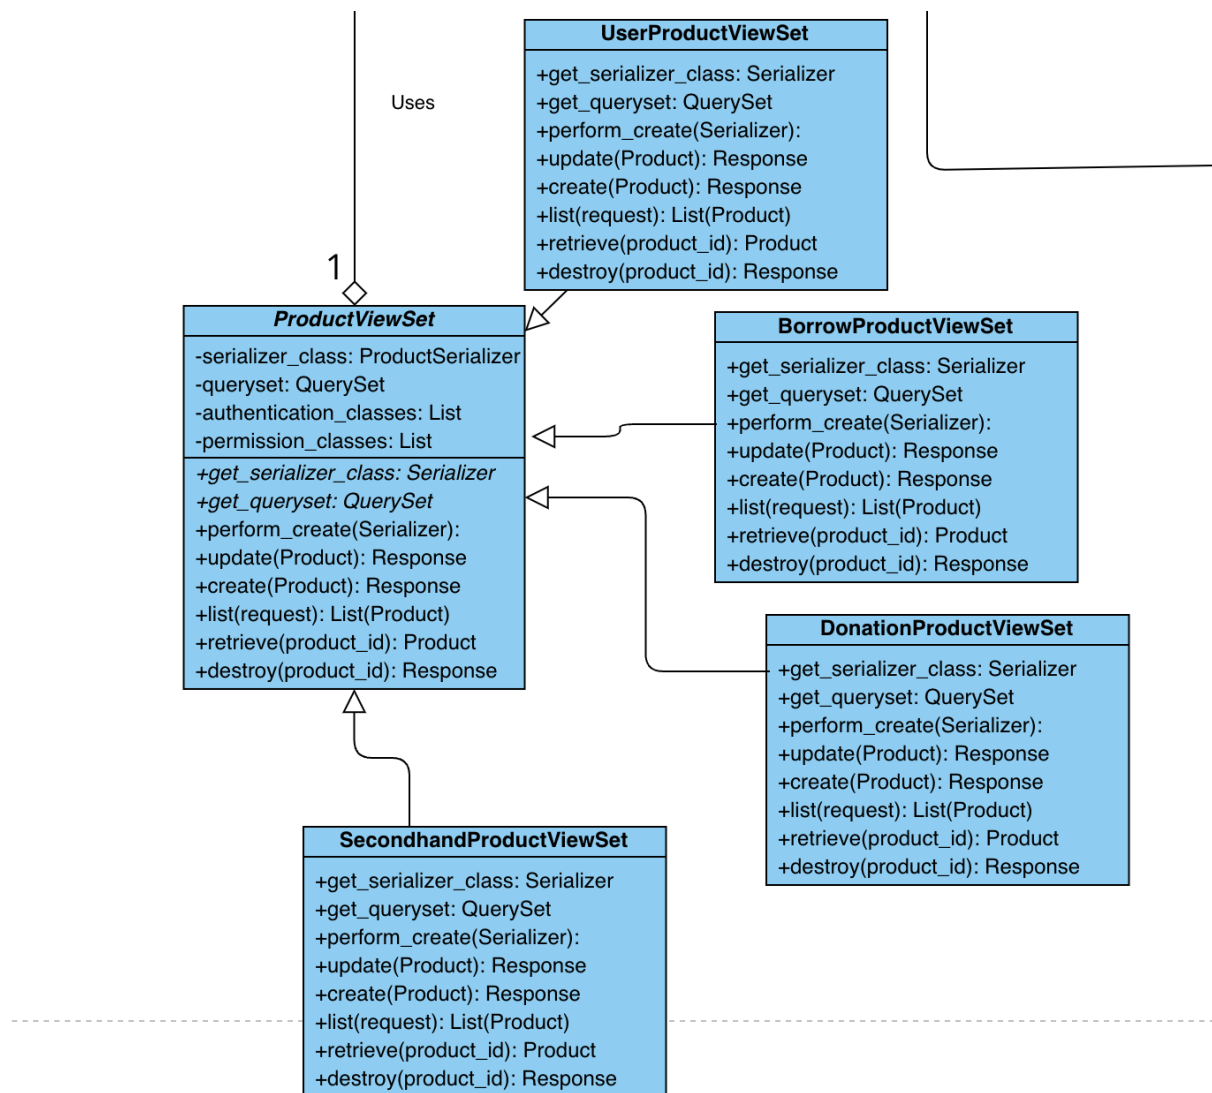 UserProductViewSet
+get_serializer_class: Serializer
+get_queryset: QuerySet
+perform_create(Serializer):
+update(Product): Response
+create(Product): Response
+list(request): List(Product)
+retrieve(product_id): Product
+destroy(product_id): Response
Uses
1
ProductViewSet
-serializer_class: ProductSerializer
-queryset: QuerySet
-authentication_classes: List
-permission_classes: List
+get_serializer_class: Serializer
+get_queryset: QuerySet
+perform_create(Serializer):
+update(Product): Response
+create(Product): Response
+list(request): List(Product)
+retrieve(product_id): Product
+destroy(product_id): Response
BorrowProductViewSet
+get_serializer_class: Serializer
+get_queryset: QuerySet
+perform_create(Serializer):
+update(Product): Response
+create(Product): Response
+list(request): List(Product)
+retrieve(product_id): Product
+destroy(product_id): Response
DonationProductViewSet
+get_serializer_class: Serializer
+get_queryset: QuerySet
+perform_create(Serializer):
+update(Product): Response
+create(Product): Response
+list(request): List(Product)
+retrieve(product_id): Product
+destroy(product_id): Response
SecondhandProductViewSet
+get_serializer_class: Serializer
+get_queryset: QuerySet
+perform_create(Serializer):
+update(Product): Response
+create(Product): Response
+list(request): List(Product)
+retrieve(product_id): Product
+destroy(product_id): Response